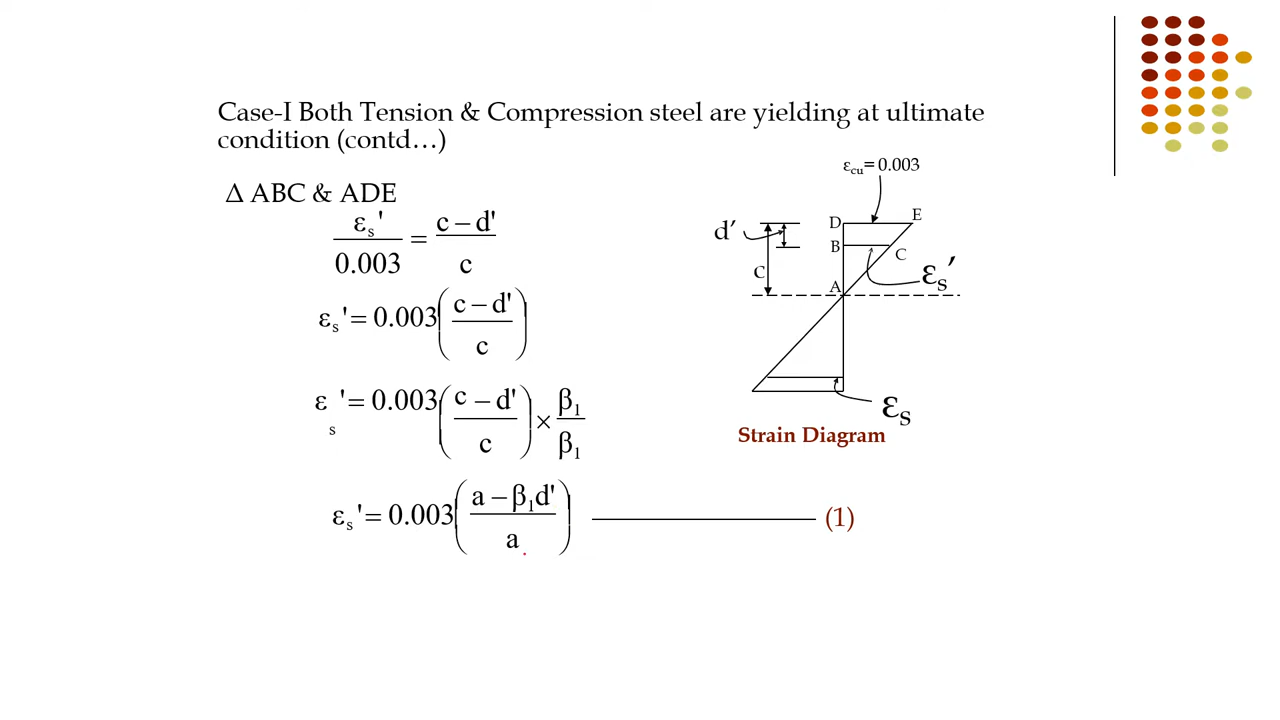 Case-I Both Tension & Compression steel are yielding at ultimate
condition (contd…)
Δ ABC & ADE
εs' / 0.003 = (c – d') / c
εs' = 0.003 ( (c – d') / c )
εs' = 0.003 ( (c – d') / c ) × β1 / β1
εs' = 0.003 ( (a – β1d') / a ) (1)
εcu= 0.003
D E
d′
B C
εs′
C
A
εs
Strain Diagram